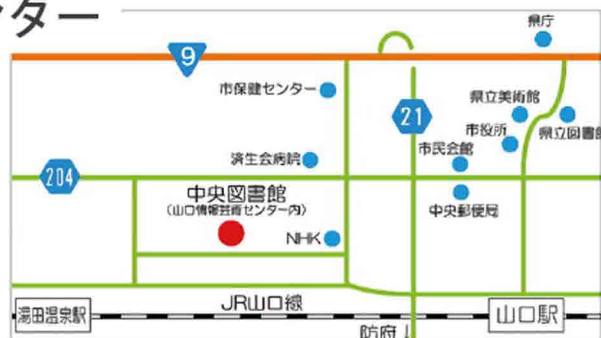 ンター
県庁
9
市保健センター
県立美術館
21
市役所
県立図書館
市民会館
済生会病院
204
中央図書館
(山口情報芸術センター内)
中央郵便局
NHK
JR山口線
湯田温泉駅
山口駅
防府↓